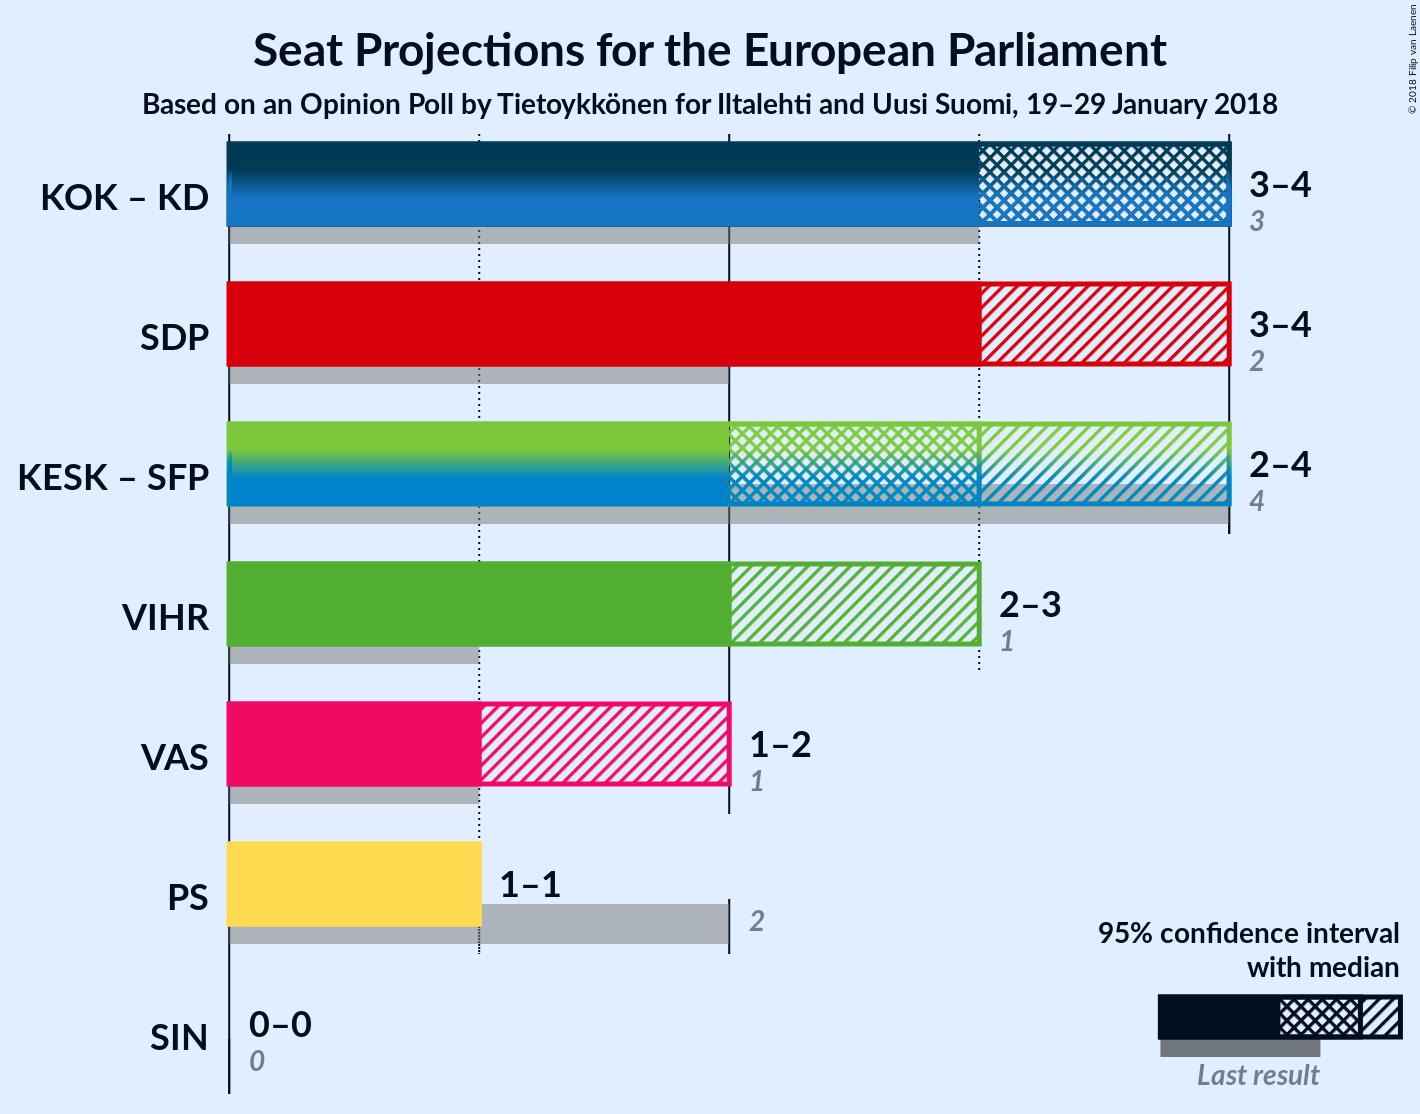 Seat Projections for the European Parliament
Based on an Opinion Poll by Tietoykkönen for Iltalehti and Uusi Suomi, 19–29 January 2018
© 2018 Filip van Laenen
KOK – KD
3–4
3
SDP
3–4
2
KESK – SFP
2–4
4
VIHR
2–3
1
VAS
1–2
1
PS
1–1
2
SIN
0–0
0
95% confidence interval
with median
Last result